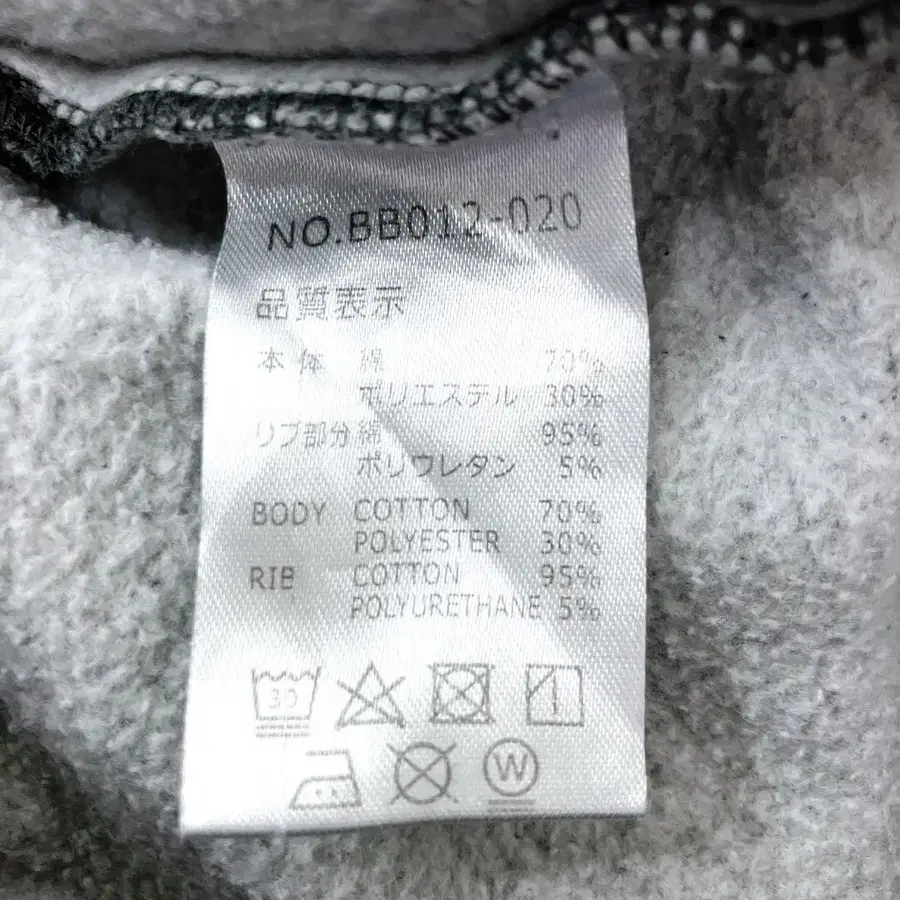 NO.BB012-020
品質表示
本体 綿 70%
ポリエステル 30%
リブ部分 綿 95%
ポリウレタン 5%
BODY COTTON 70%
POLYESTER 30%
RIB COTTON 95%
POLYURETHANE 5%
30
W